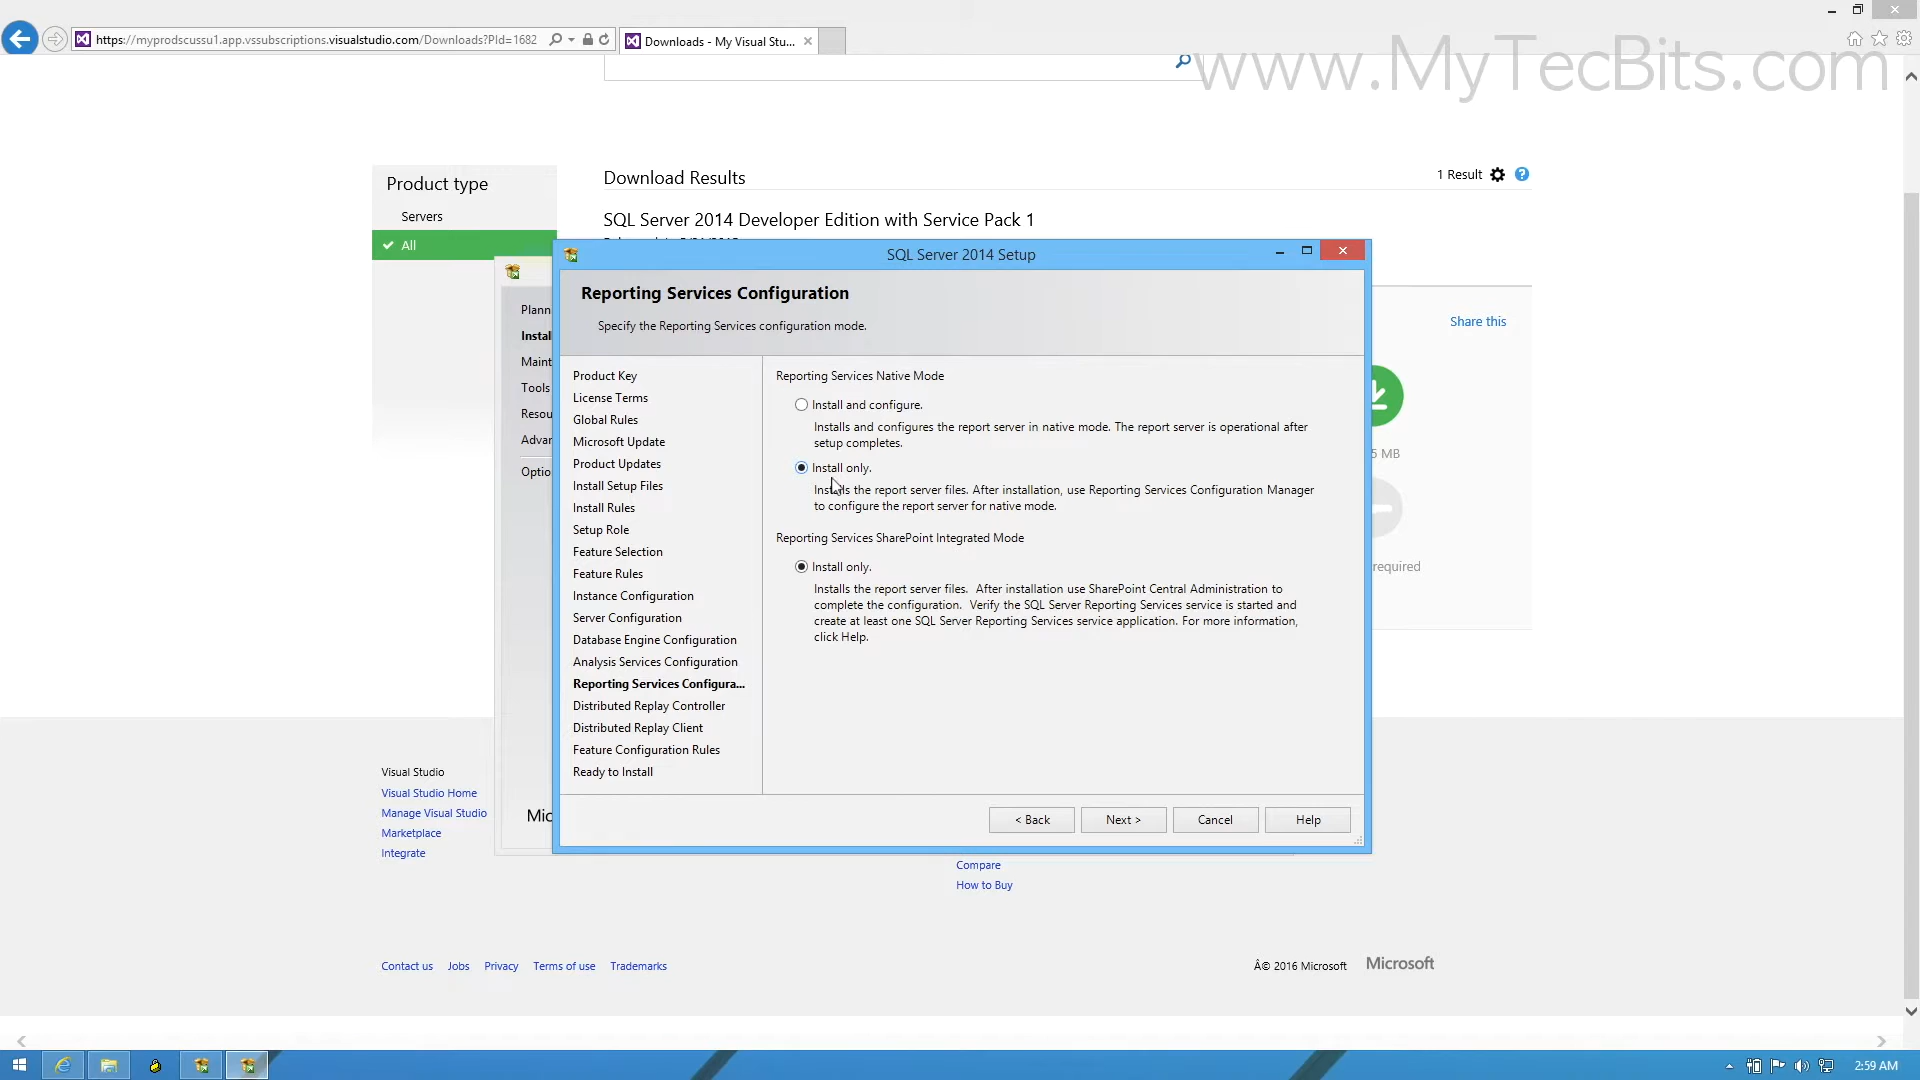 https://myprodscussu1.app.vssubscriptions.visualstudio.com/Downloads?PId=1682
Downloads - My Visual Stu...
www.MyTecBits.com
Product type
Servers
All
Download Results
1 Result
SQL Server 2014 Developer Edition with Service Pack 1
Share this
5 MB
required
Plann
Instal
Maint
Tools
Resou
Advan
Optio
Mic
SQL Server 2014 Setup
Reporting Services Configuration
Specify the Reporting Services configuration mode.
Product Key
License Terms
Global Rules
Microsoft Update
Product Updates
Install Setup Files
Install Rules
Setup Role
Feature Selection
Feature Rules
Instance Configuration
Server Configuration
Database Engine Configuration
Analysis Services Configuration
Reporting Services Configura...
Distributed Replay Controller
Distributed Replay Client
Feature Configuration Rules
Ready to Install
Reporting Services Native Mode
Install and configure.
Installs and configures the report server in native mode. The report server is operational after
setup completes.
Install only.
Installs the report server files. After installation, use Reporting Services Configuration Manager
to configure the report server for native mode.
Reporting Services SharePoint Integrated Mode
Install only.
Installs the report server files. After installation use SharePoint Central Administration to
complete the configuration. Verify the SQL Server Reporting Services service is started and
create at least one SQL Server Reporting Services service application. For more information,
click Help.
< Back
Next >
Cancel
Help
Visual Studio
Visual Studio Home
Manage Visual Studio
Marketplace
Integrate
Compare
How to Buy
Contact us
Jobs
Privacy
Terms of use
Trademarks
Â© 2016 Microsoft
Microsoft
2:59 AM